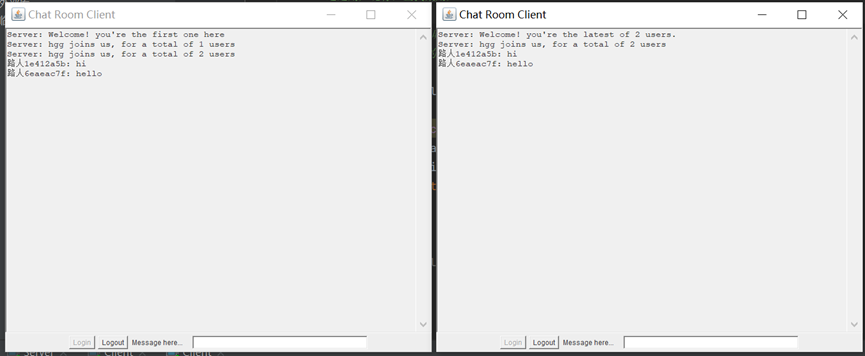 Chat Room Client
Server: Welcome! you're the first one here
Server: hgg joins us, for a total of 1 users
Server: hgg joins us, for a total of 2 users
路人1e412a5b: hi
路人6eaeac7f: hello
Login
Logout
Message here...
Chat Room Client
Server: Welcome! you're the latest of 2 users.
Server: hgg joins us, for a total of 2 users
路人1e412a5b: hi
路人6eaeac7f: hello
Login
Logout
Message here...
Server
Client
Client